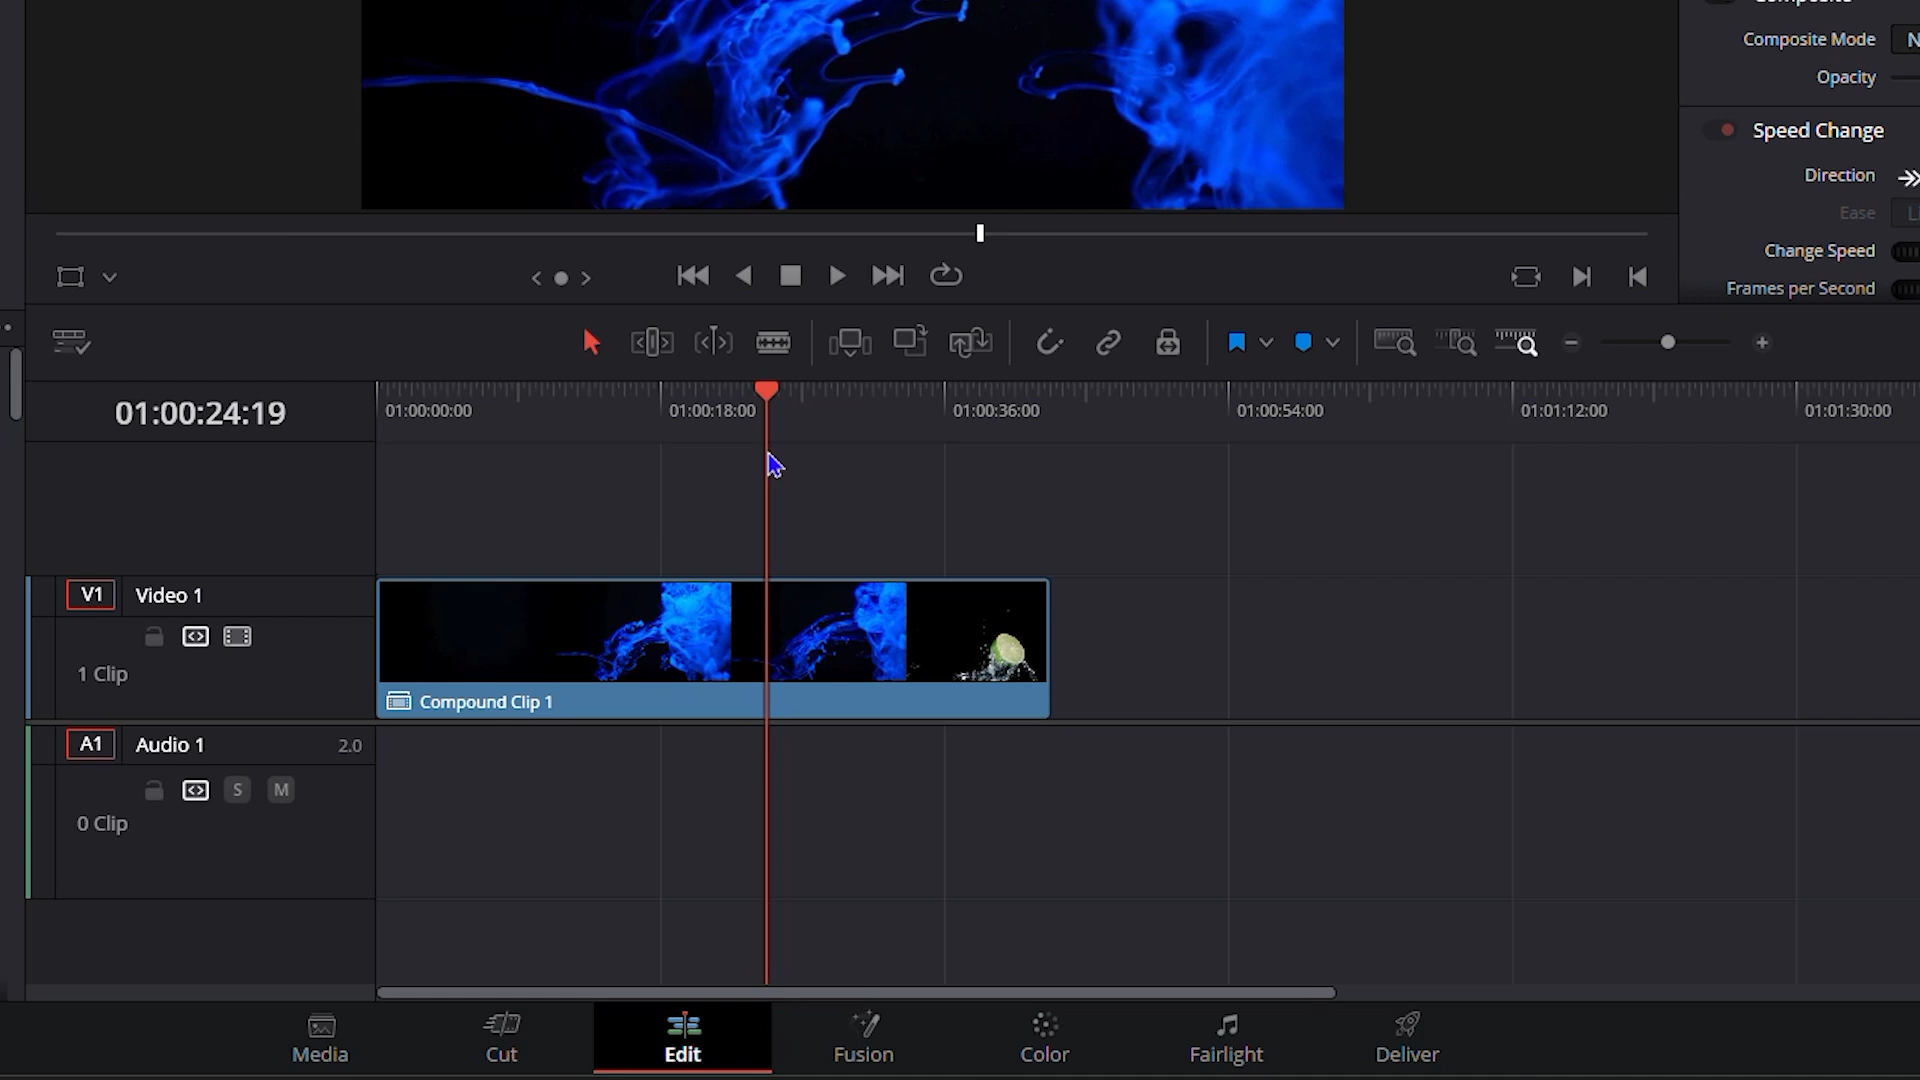 Composite
Composite Mode N
Opacity
Speed Change
Direction
Ease
Change Speed
Frames per Second
01:00:24:19
01:00:00:00 01:00:18:00 01:00:36:00 01:00:54:00 01:01:12:00 01:01:30:00
V1 Video 1
1 Clip
Compound Clip 1
A1 Audio 1 2.0
S M
0 Clip
Media Cut Edit Fusion Color Fairlight Deliver